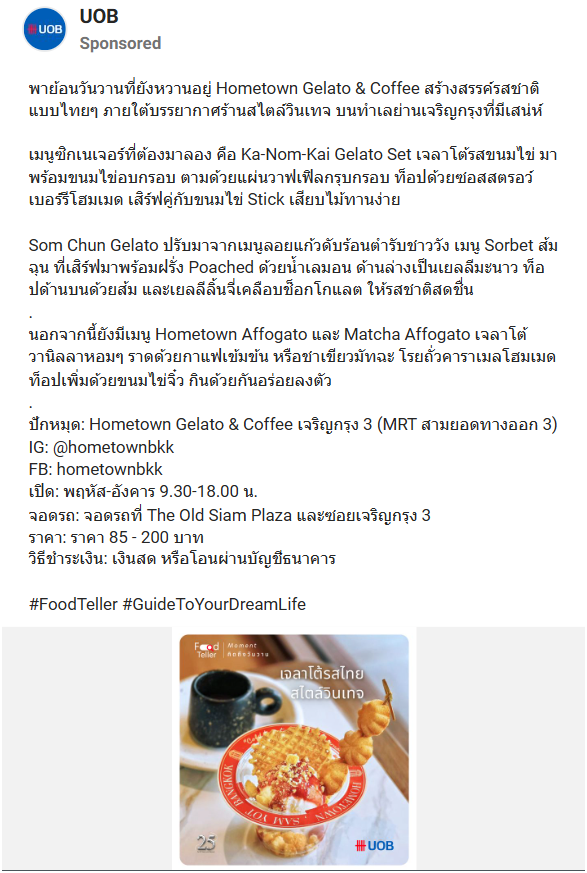 UOB
UOB
Sponsored
พาย้อนวันวานที่ยังหวานอยู่ Hometown Gelato & Coffee สร้างสรรค์รสชาติ
แบบไทยๆ ภายใต้บรรยากาศร้านสไตล์วินเทจ บนทำเลย่านเจริญกรุงที่มีเสน่ห์
เมนูซิกเนเจอร์ที่ต้องมาลอง คือ Ka-Nom-Kai Gelato Set เจลาโต้รสขนมไข่ มา
พร้อมขนมไข่อบกรอบ ตามด้วยแผ่นวาฟเฟิลกรุบกรอบ ท็อปด้วยซอสสตรอว์
เบอร์รีโฮมเมด เสิร์ฟคู่กับขนมไข่ Stick เสียบไม้ทานง่าย
Som Chun Gelato ปรับมาจากเมนูลอยแก้วดับร้อนตำรับชาววัง เมนู Sorbet ส้ม
ฉุน ที่เสิร์ฟมาพร้อมฝรั่ง Poached ด้วยน้ำเลมอน ด้านล่างเป็นเยลลีมะนาว ท็อ
ปด้านบนด้วยส้ม และเยลลีลิ้นจี่เคลือบช็อกโกแลต ให้รสชาติสดชื่น
.
นอกจากนี้ยังมีเมนู Hometown Affogato และ Matcha Affogato เจลาโต้
วานิลลาหอมๆ ราดด้วยกาแฟเข้มข้น หรือชาเขียวมัทฉะ โรยถั่วคาราเมลโฮมเมด
ท็อปเพิ่มด้วยขนมไข่จิ๋ว กินด้วยกันอร่อยลงตัว
.
ปักหมุด: Hometown Gelato & Coffee เจริญกรุง 3 (MRT สามยอดทางออก 3)
IG: @hometownbkk
FB: hometownbkk
เปิด: พฤหัส-อังคาร 9.30-18.00 น.
จอดรถ: จอดรถที่ The Old Siam Plaza และซอยเจริญกรุง 3
ราคา: ราคา 85 - 200 บาท
วิธีชำระเงิน: เงินสด หรือโอนผ่านบัญชีธนาคาร
#FoodTeller #GuideToYourDreamLife
Food Teller
Moment
คิดถึงวันวาน
เจลาโต้รสไทย
สไตล์วินเทจ
HOMETOWN, SAM YOT BANGKOK
25
UOB